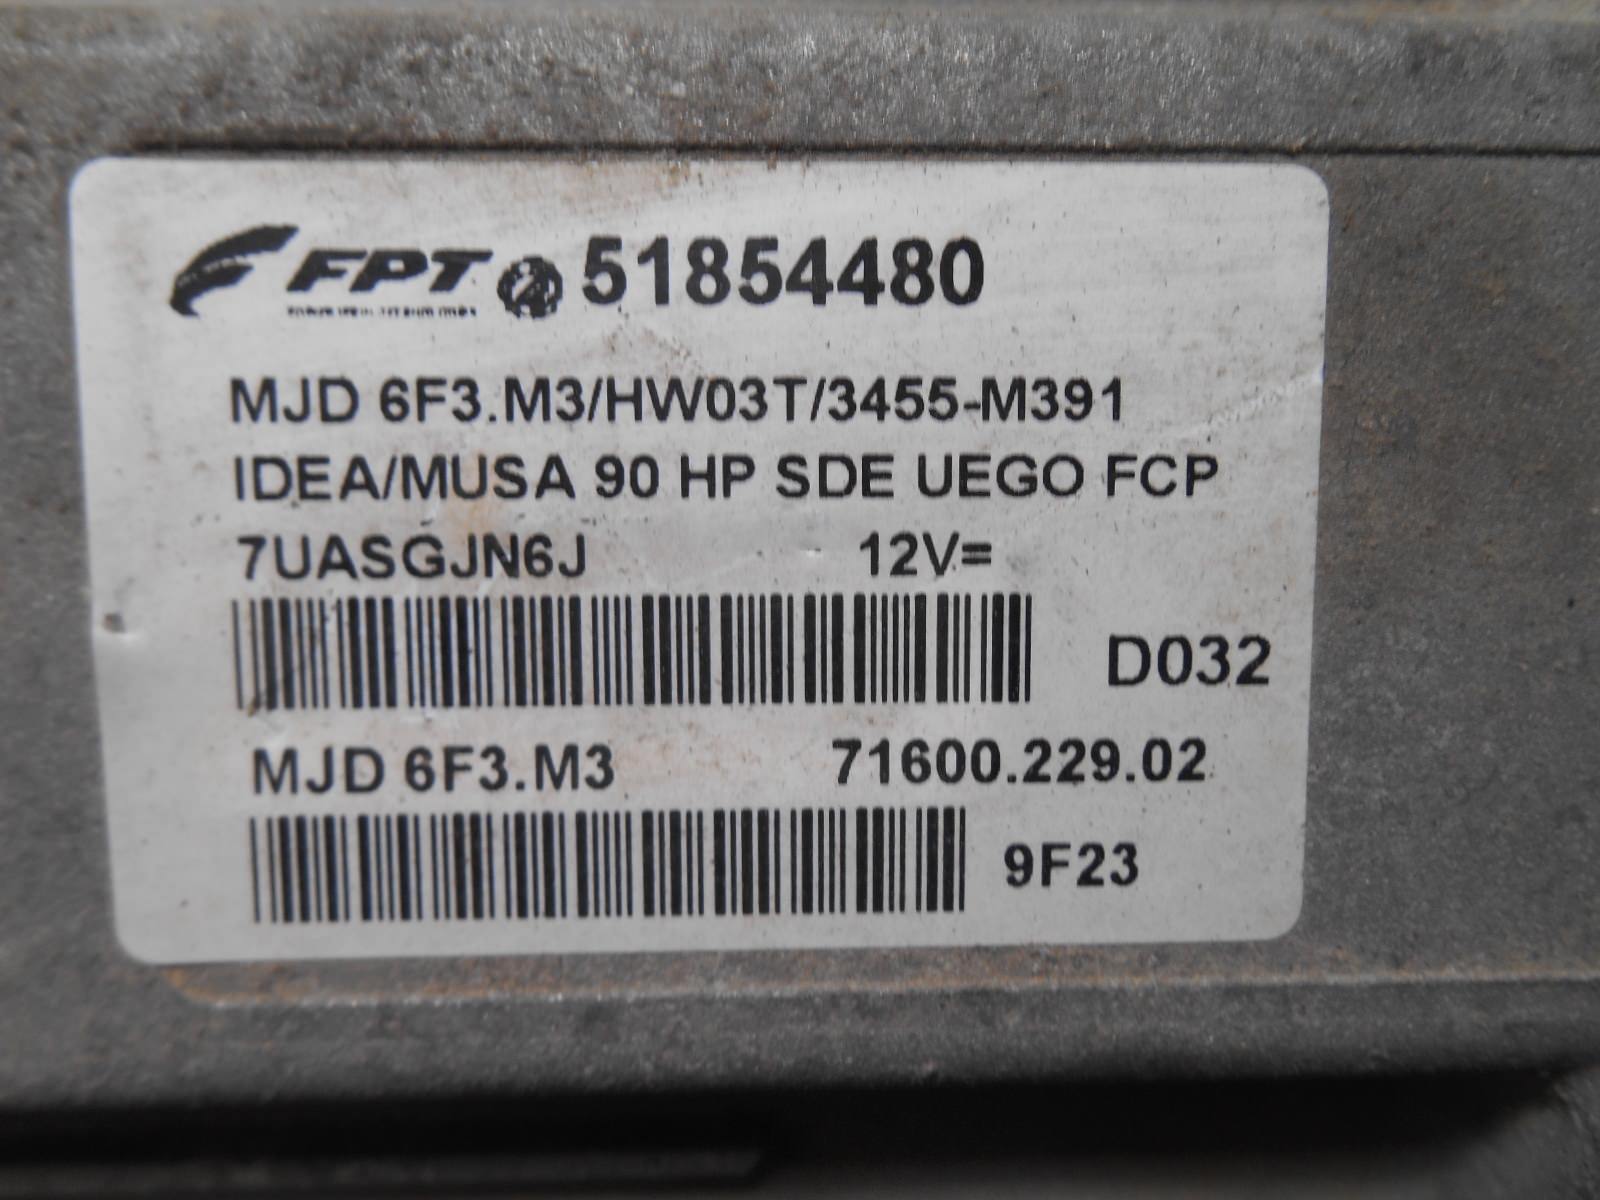 FPT 51854480
MJD 6F3.M3/HW03T/3455-M391
IDEA/MUSA 90 HP SDE UEGO FCP
7UASGJN6J 12V=
D032
MJD 6F3.M3 71600.229.02
9F23